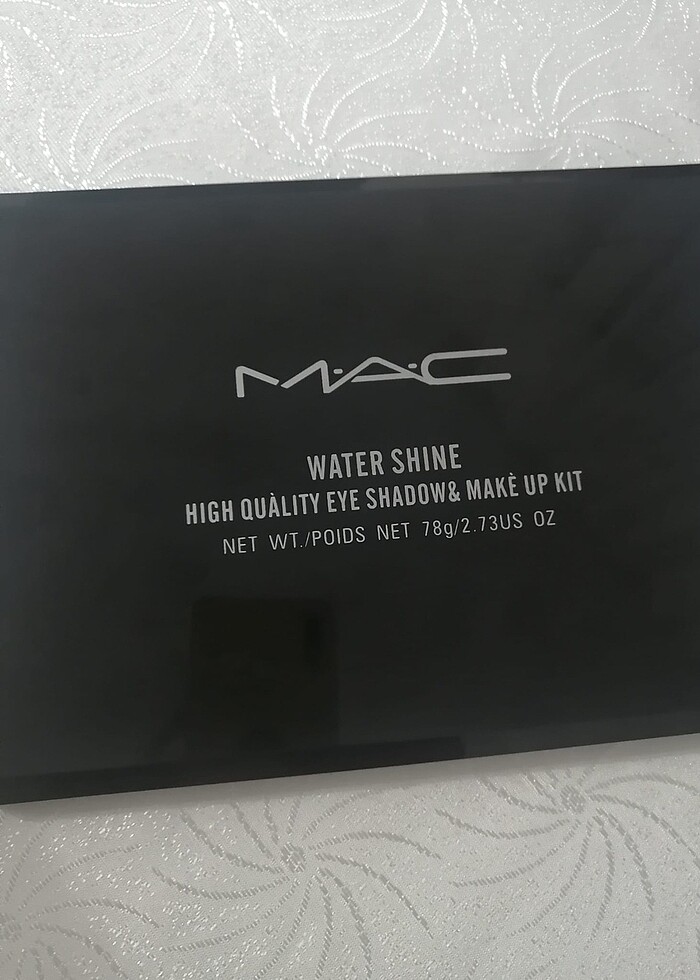 M·A·C
WATER SHINE
HIGH QUÀLITY EYE SHADOW& MAKÈ UP KIT
NET WT./POIDS NET 78g/2.73US OZ